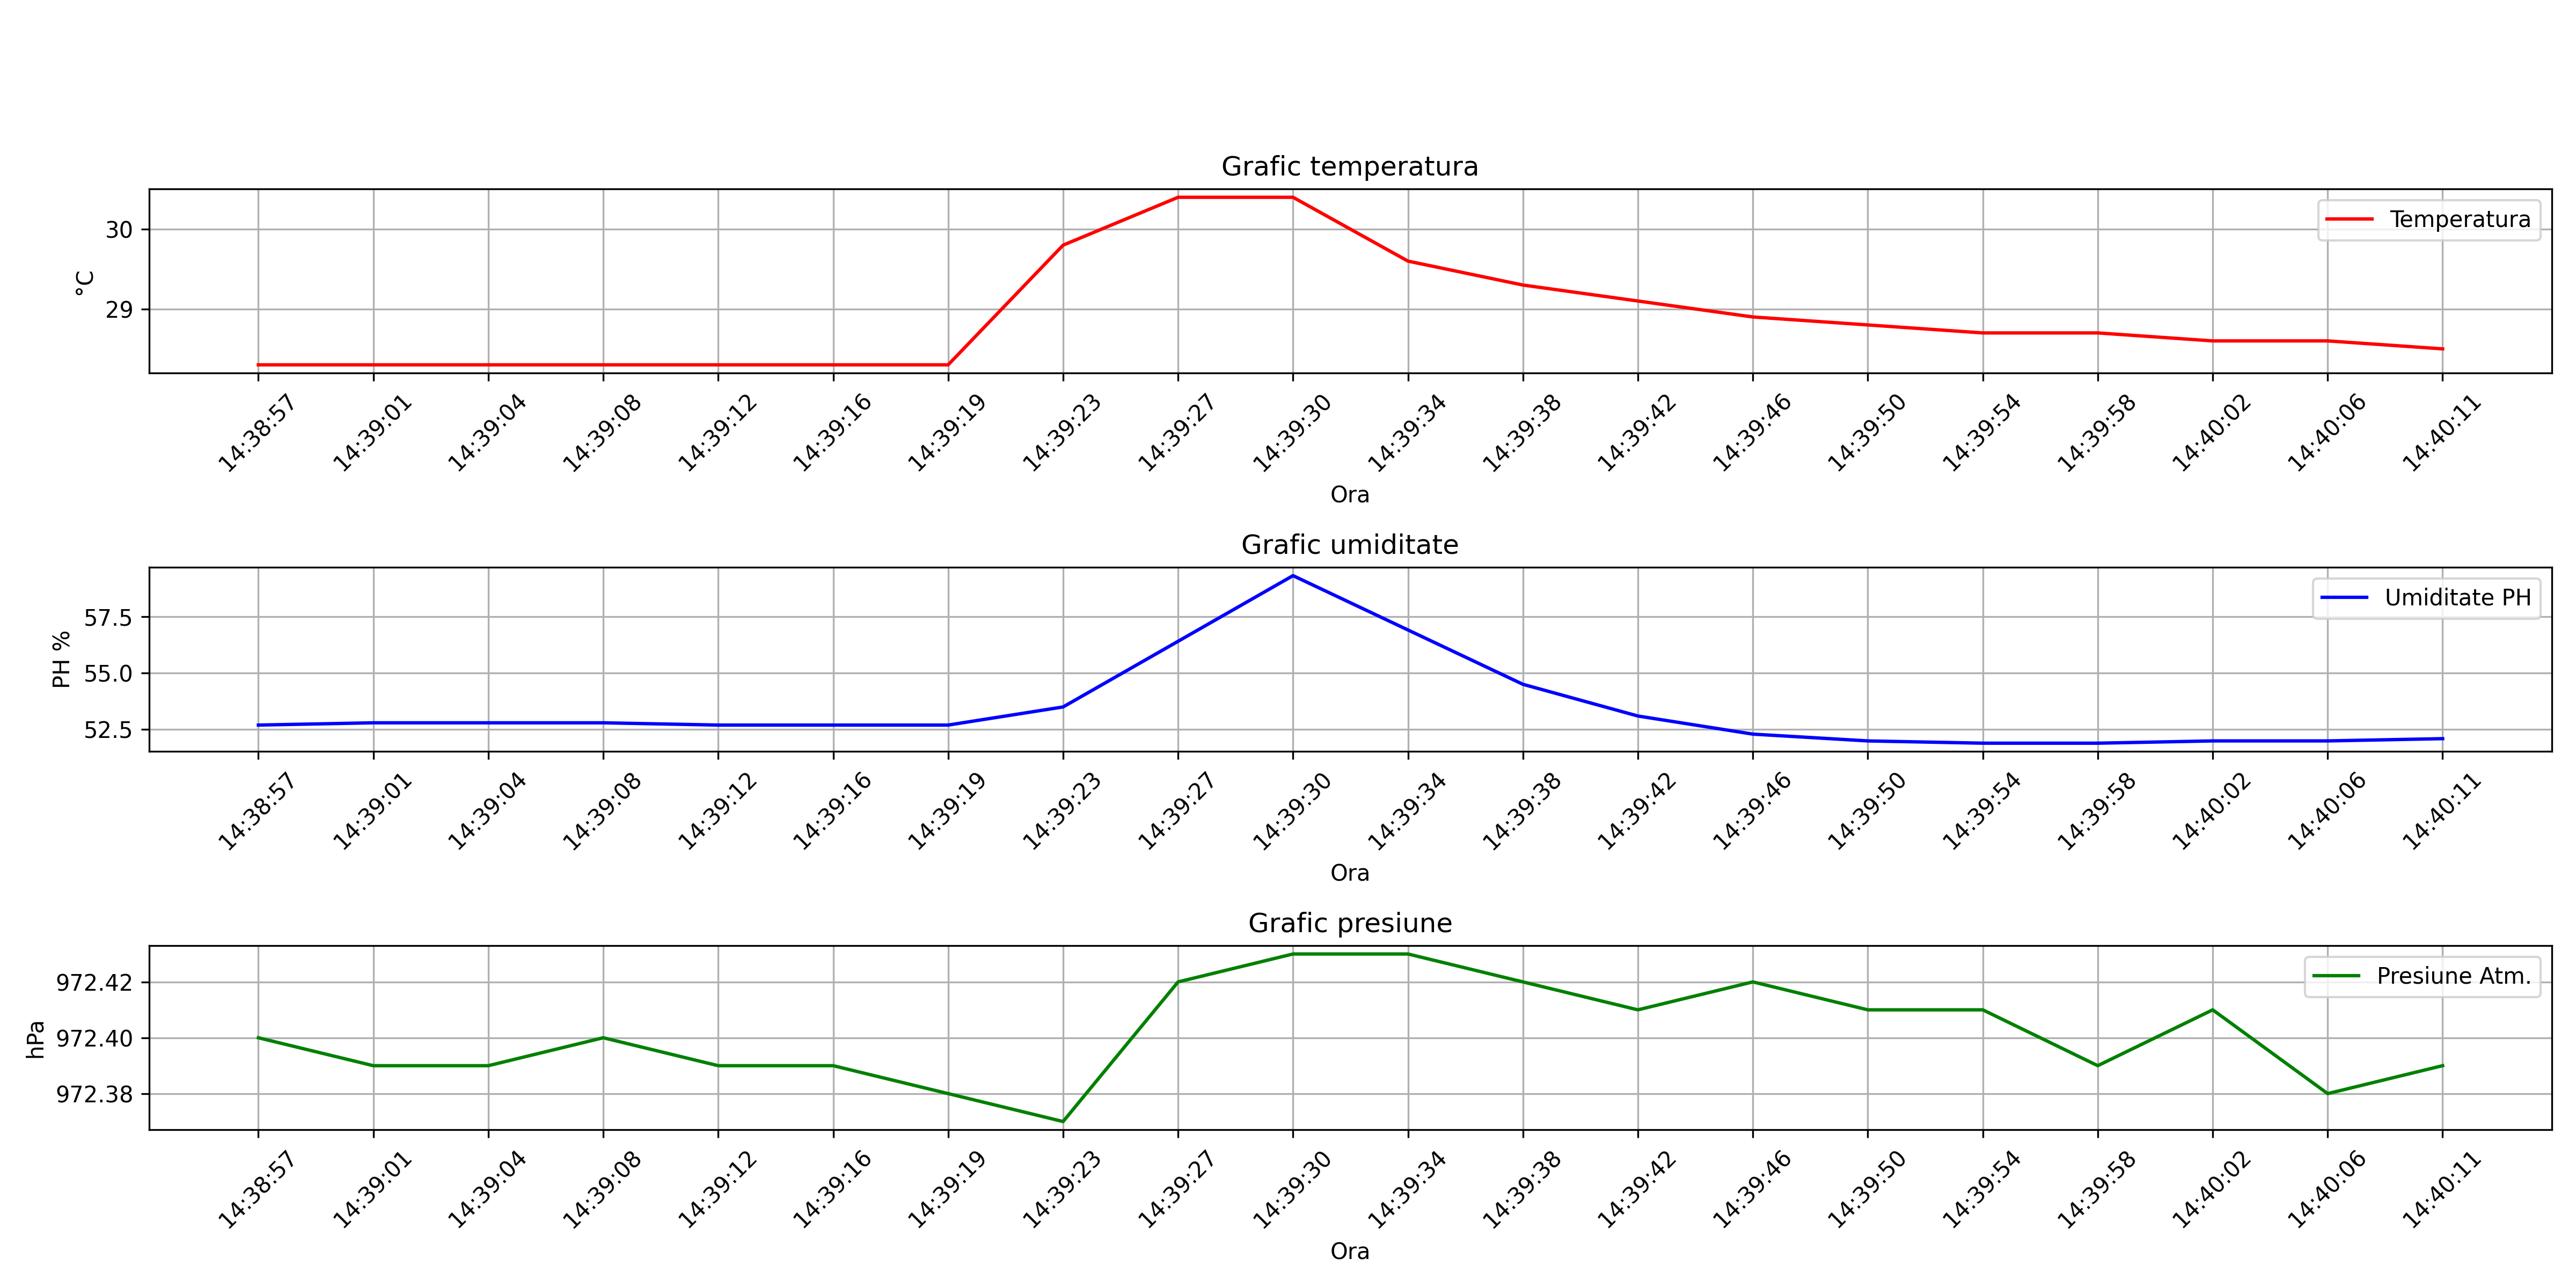 Grafic temperatura
Temperatura
30
29
°C
14:38:57 14:39:01 14:39:04 14:39:08 14:39:12 14:39:16 14:39:19 14:39:23 14:39:27 14:39:30 14:39:34 14:39:38 14:39:42 14:39:46 14:39:50 14:39:54 14:39:58 14:40:02 14:40:06 14:40:11
Ora
Grafic umiditate
Umiditate PH
57.5
55.0
52.5
PH %
14:38:57 14:39:01 14:39:04 14:39:08 14:39:12 14:39:16 14:39:19 14:39:23 14:39:27 14:39:30 14:39:34 14:39:38 14:39:42 14:39:46 14:39:50 14:39:54 14:39:58 14:40:02 14:40:06 14:40:11
Ora
Grafic presiune
Presiune Atm.
972.42
972.40
972.38
hPa
14:38:57 14:39:01 14:39:04 14:39:08 14:39:12 14:39:16 14:39:19 14:39:23 14:39:27 14:39:30 14:39:34 14:39:38 14:39:42 14:39:46 14:39:50 14:39:54 14:39:58 14:40:02 14:40:06 14:40:11
Ora